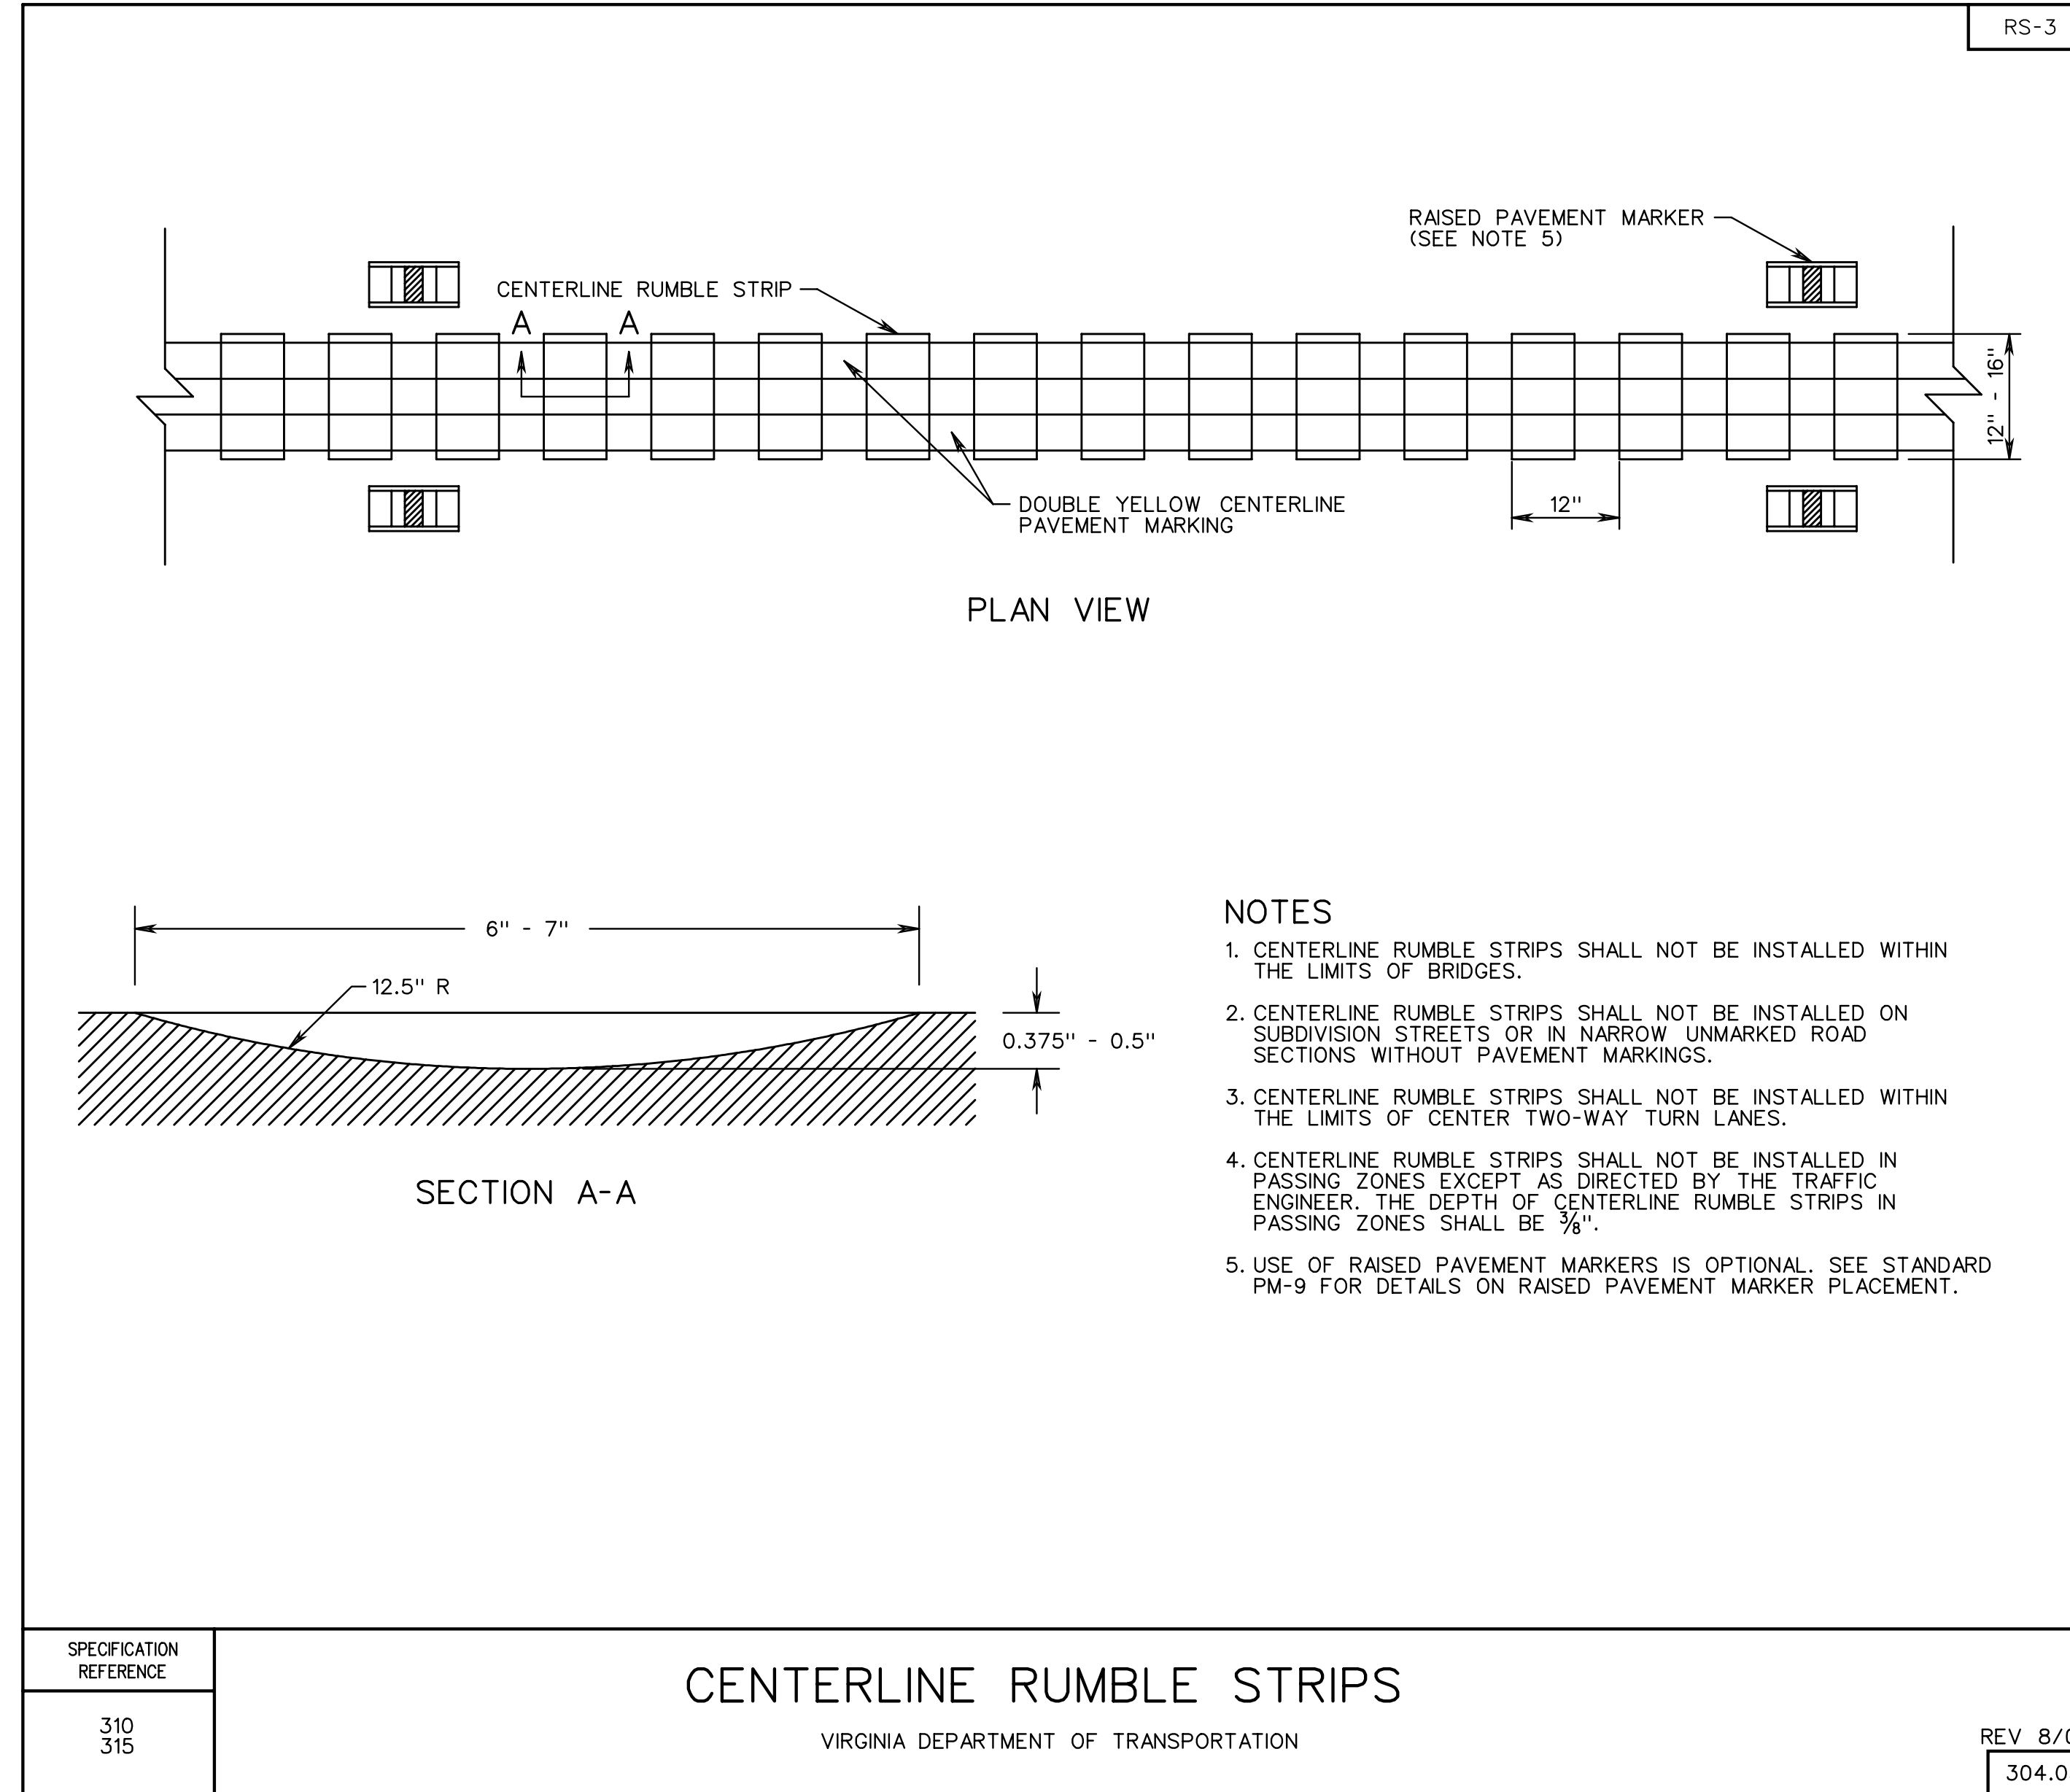 RS-3
RAISED PAVEMENT MARKER
(SEE NOTE 5)
CENTERLINE RUMBLE STRIP
A A
12" - 16"
12"
DOUBLE YELLOW CENTERLINE
PAVEMENT MARKING
PLAN VIEW
6" - 7"
12.5" R
0.375" - 0.5"
SECTION A-A
NOTES
1. CENTERLINE RUMBLE STRIPS SHALL NOT BE INSTALLED WITHIN
THE LIMITS OF BRIDGES.
2. CENTERLINE RUMBLE STRIPS SHALL NOT BE INSTALLED ON
SUBDIVISION STREETS OR IN NARROW UNMARKED ROAD
SECTIONS WITHOUT PAVEMENT MARKINGS.
3. CENTERLINE RUMBLE STRIPS SHALL NOT BE INSTALLED WITHIN
THE LIMITS OF CENTER TWO-WAY TURN LANES.
4. CENTERLINE RUMBLE STRIPS SHALL NOT BE INSTALLED IN
PASSING ZONES EXCEPT AS DIRECTED BY THE TRAFFIC
ENGINEER. THE DEPTH OF CENTERLINE RUMBLE STRIPS IN
PASSING ZONES SHALL BE ⅜".
5. USE OF RAISED PAVEMENT MARKERS IS OPTIONAL. SEE STANDARD
PM-9 FOR DETAILS ON RAISED PAVEMENT MARKER PLACEMENT.
SPECIFICATION
REFERENCE
310
315
CENTERLINE RUMBLE STRIPS
VIRGINIA DEPARTMENT OF TRANSPORTATION
REV 8/
304.0